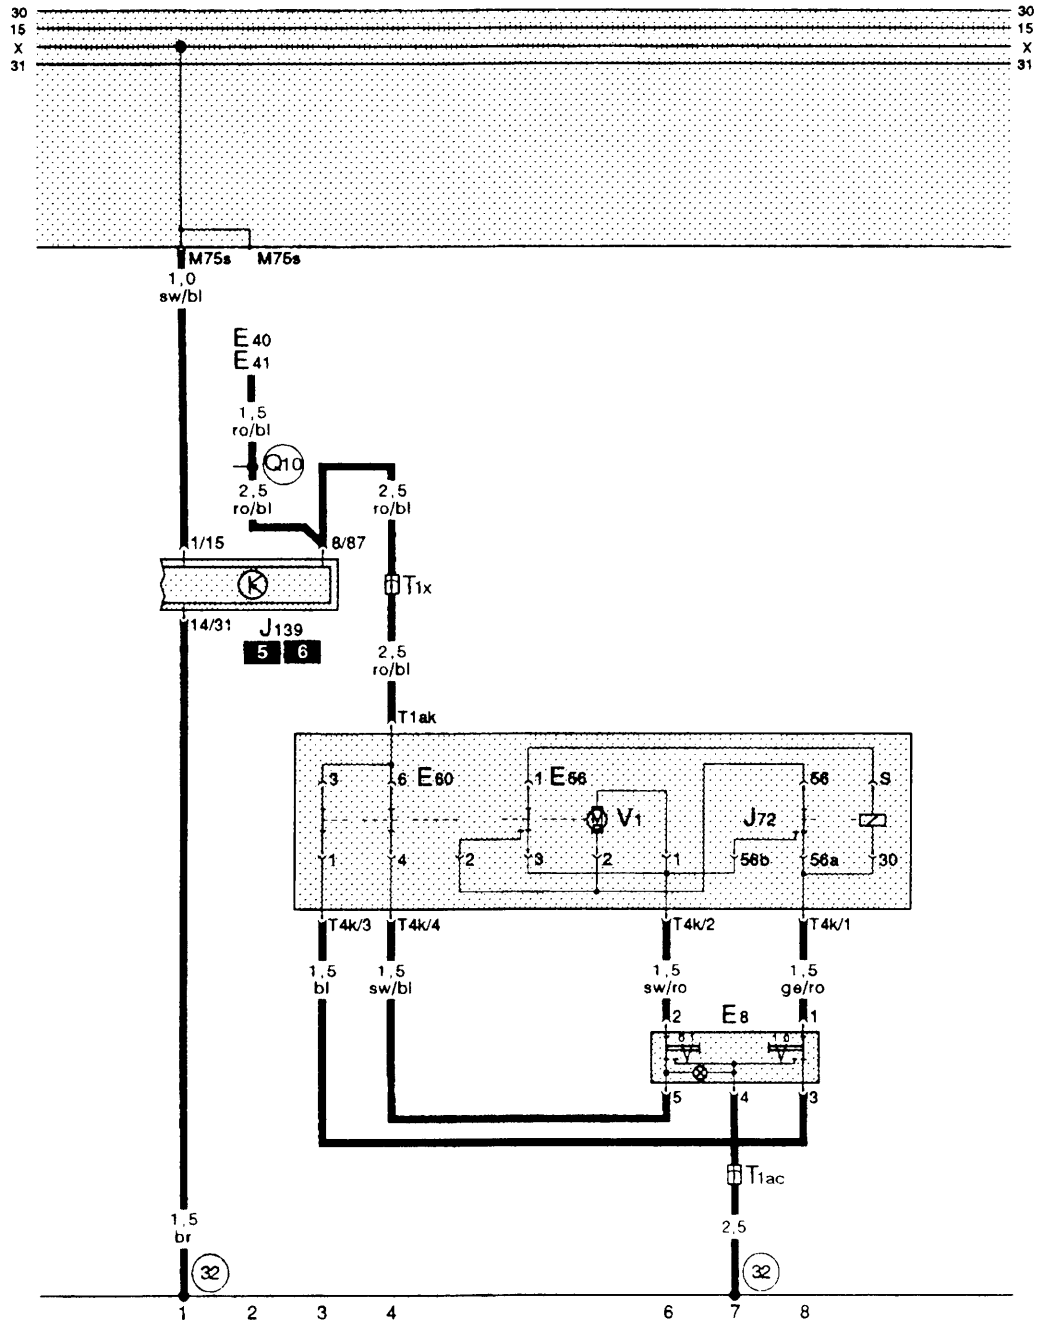 30 30
15 15
X X
31 31
M75s M75s
1,0
sw/bl
E40
E41
1,5
ro/bl
Q10
2,5 2,5
ro/bl ro/bl
1/15 8/87
T1x
14/31 J139
5 6
2,5
ro/bl
T1ak
3 6 E60 1 E56 56 S
V1 J72
1 4 2 3 2 1 56b 56a 30
T4k/3 T4k/4 T4k/2 T4k/1
1,5 1,5 1,5 1,5
bl sw/bl sw/ro ge/ro
2 E8 1
5 4 3
T1ac
1,5 2,5
br
32 32
1 2 3 4 6 7 8